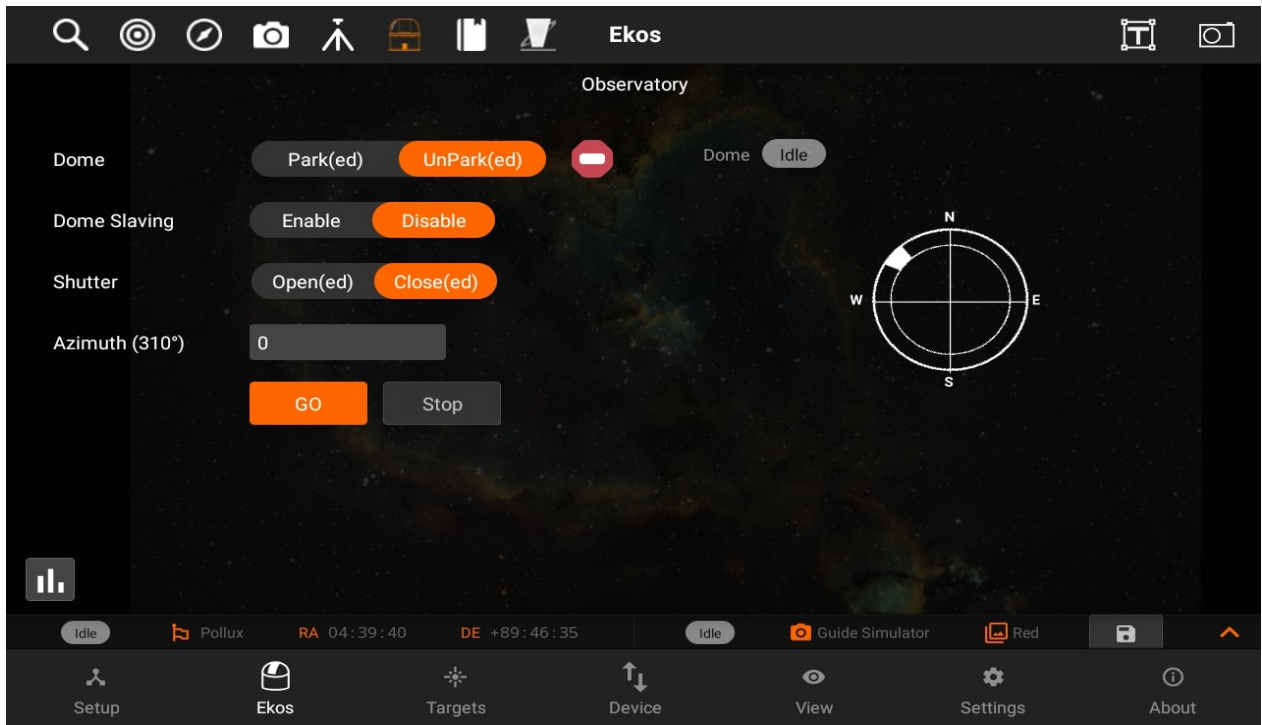 Ekos
Observatory
Dome Park(ed) UnPark(ed) Dome Idle
Dome Slaving Enable Disable
N
Shutter Open(ed) Close(ed)
W E
Azimuth (310°) 0
S
GO Stop
Idle Pollux RA 04:39:40 DE +89:46:35 Idle Guide Simulator Red
Setup Ekos Targets Device View Settings About